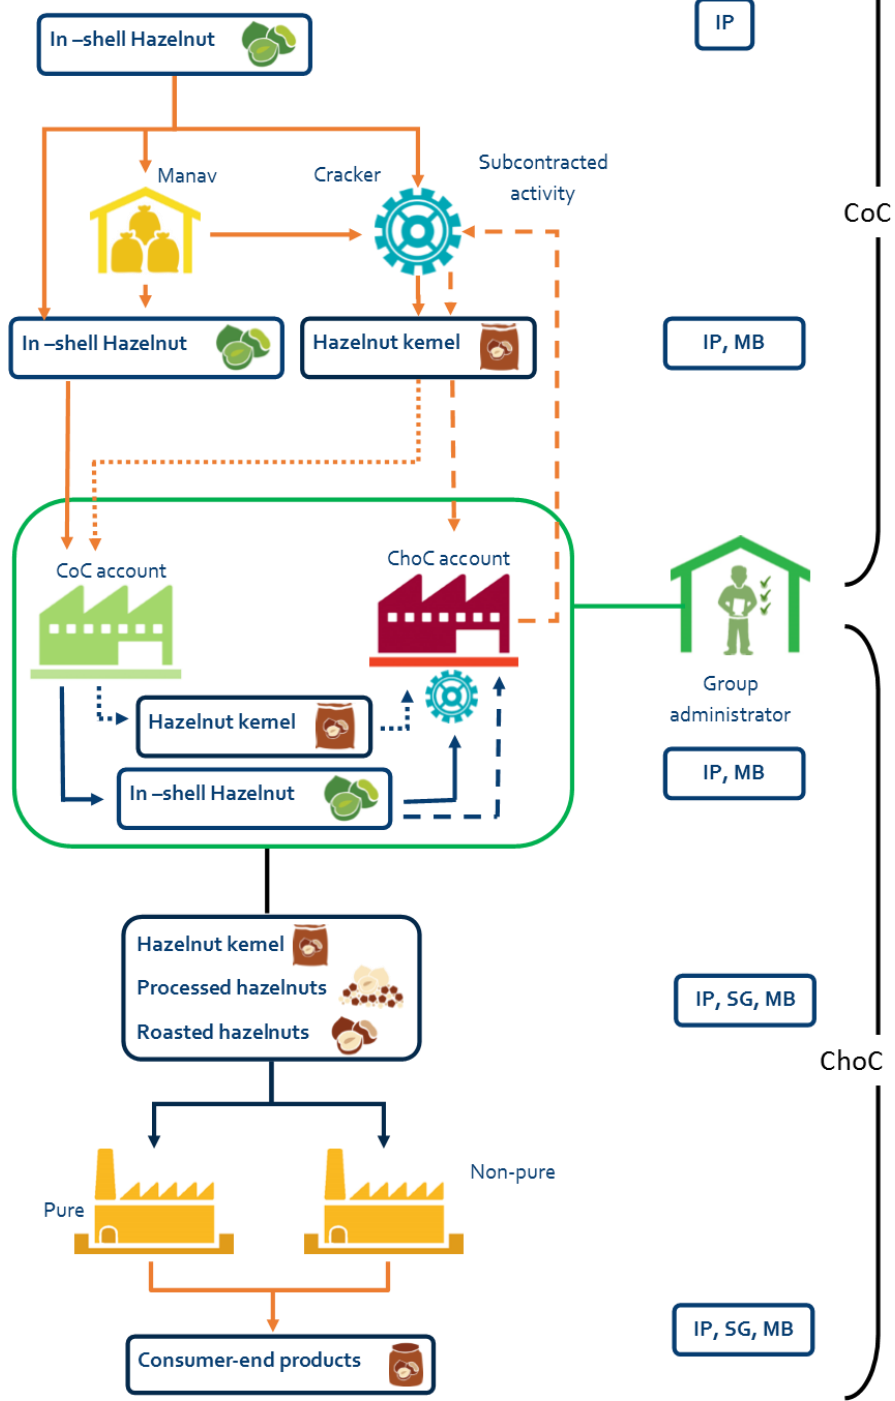 In –shell Hazelnut
IP
Manav
Cracker
Subcontracted
activity
CoC
In –shell Hazelnut
Hazelnut kernel
IP, MB
CoC account
ChoC account
Group
administrator
Hazelnut kernel
In –shell Hazelnut
IP, MB
Hazelnut kernel
Processed hazelnuts
Roasted hazelnuts
IP, SG, MB
ChoC
Pure
Non-pure
IP, SG, MB
Consumer-end products